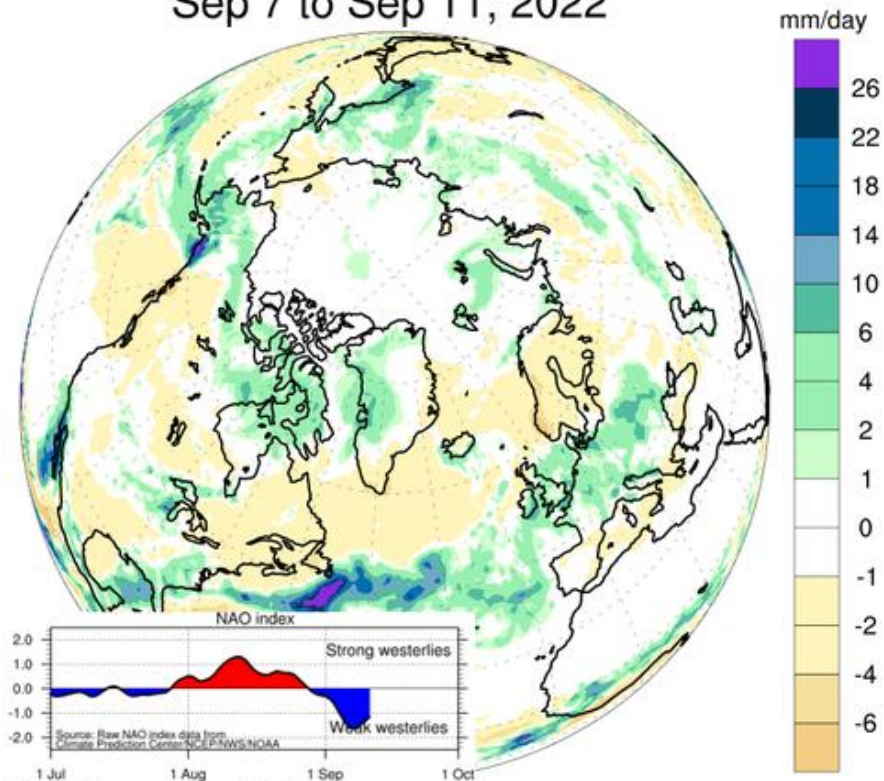 Sep 7 to Sep 11, 2022
mm/day
26
22
18
14
10
6
4
2
1
0
-1
-2
-4
-6
NAO index
2.0
1.0
0.0
-1.0
-2.0
Strong westerlies
Weak westerlies
Source: Raw NAO index data from
Climate Prediction Center/NCEP/NWS/NOAA
1 Jul
1 Aug
1 Sep
1 Oct